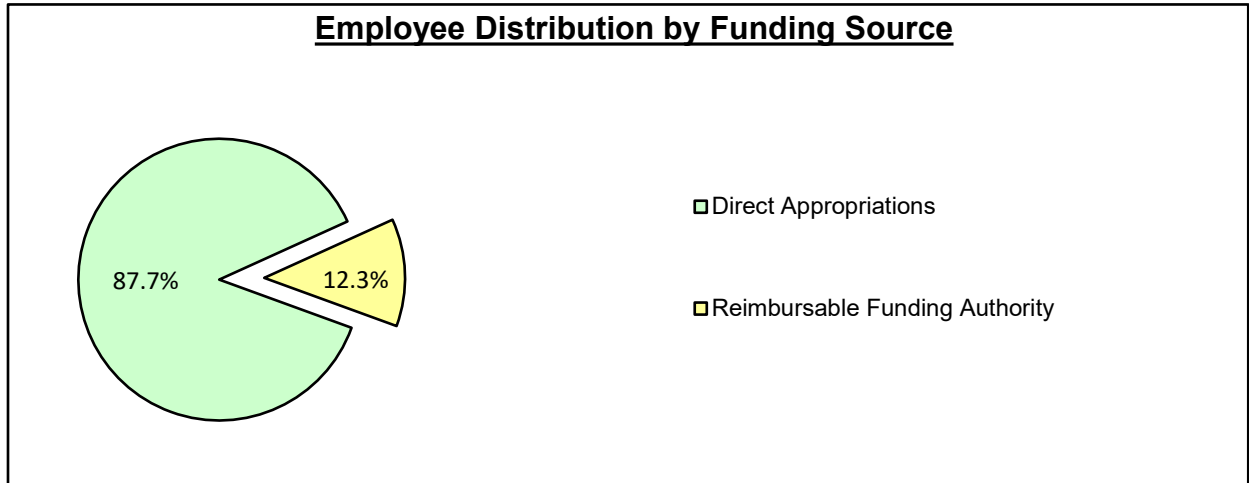 Employee Distribution by Funding Source
Direct Appropriations
87.7%
12.3%
Reimbursable Funding Authority